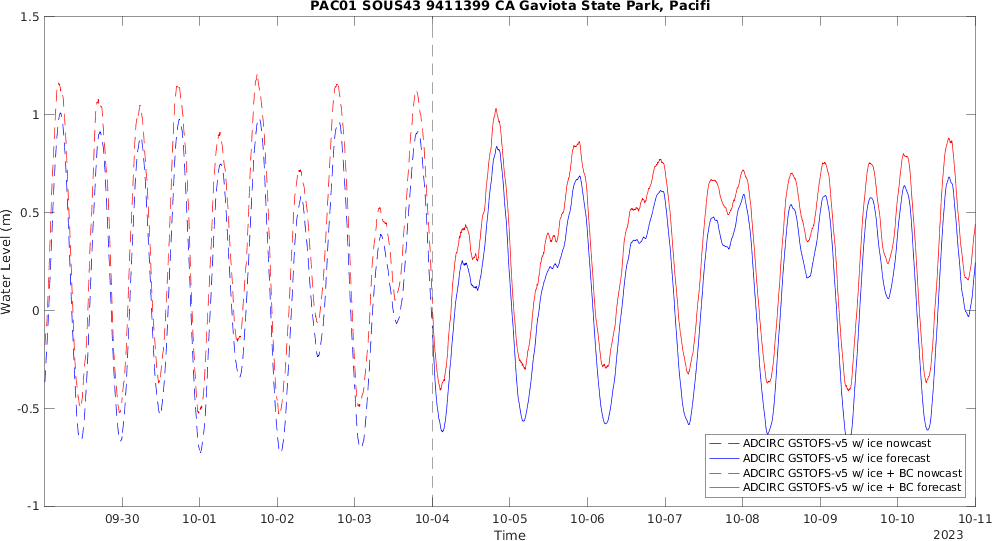 PAC01 SOUS43 9411399 CA Gaviota State Park, Pacifi
1.5
1
0.5
0
-0.5
-1
Water Level (m)
09-30 10-01 10-02 10-03 10-04 10-05 10-06 10-07 10-08 10-09 10-10 10-11
Time
2023
ADCIRC GSTOFS-v5 w/ ice nowcast
ADCIRC GSTOFS-v5 w/ ice forecast
ADCIRC GSTOFS-v5 w/ ice + BC nowcast
ADCIRC GSTOFS-v5 w/ ice + BC forecast